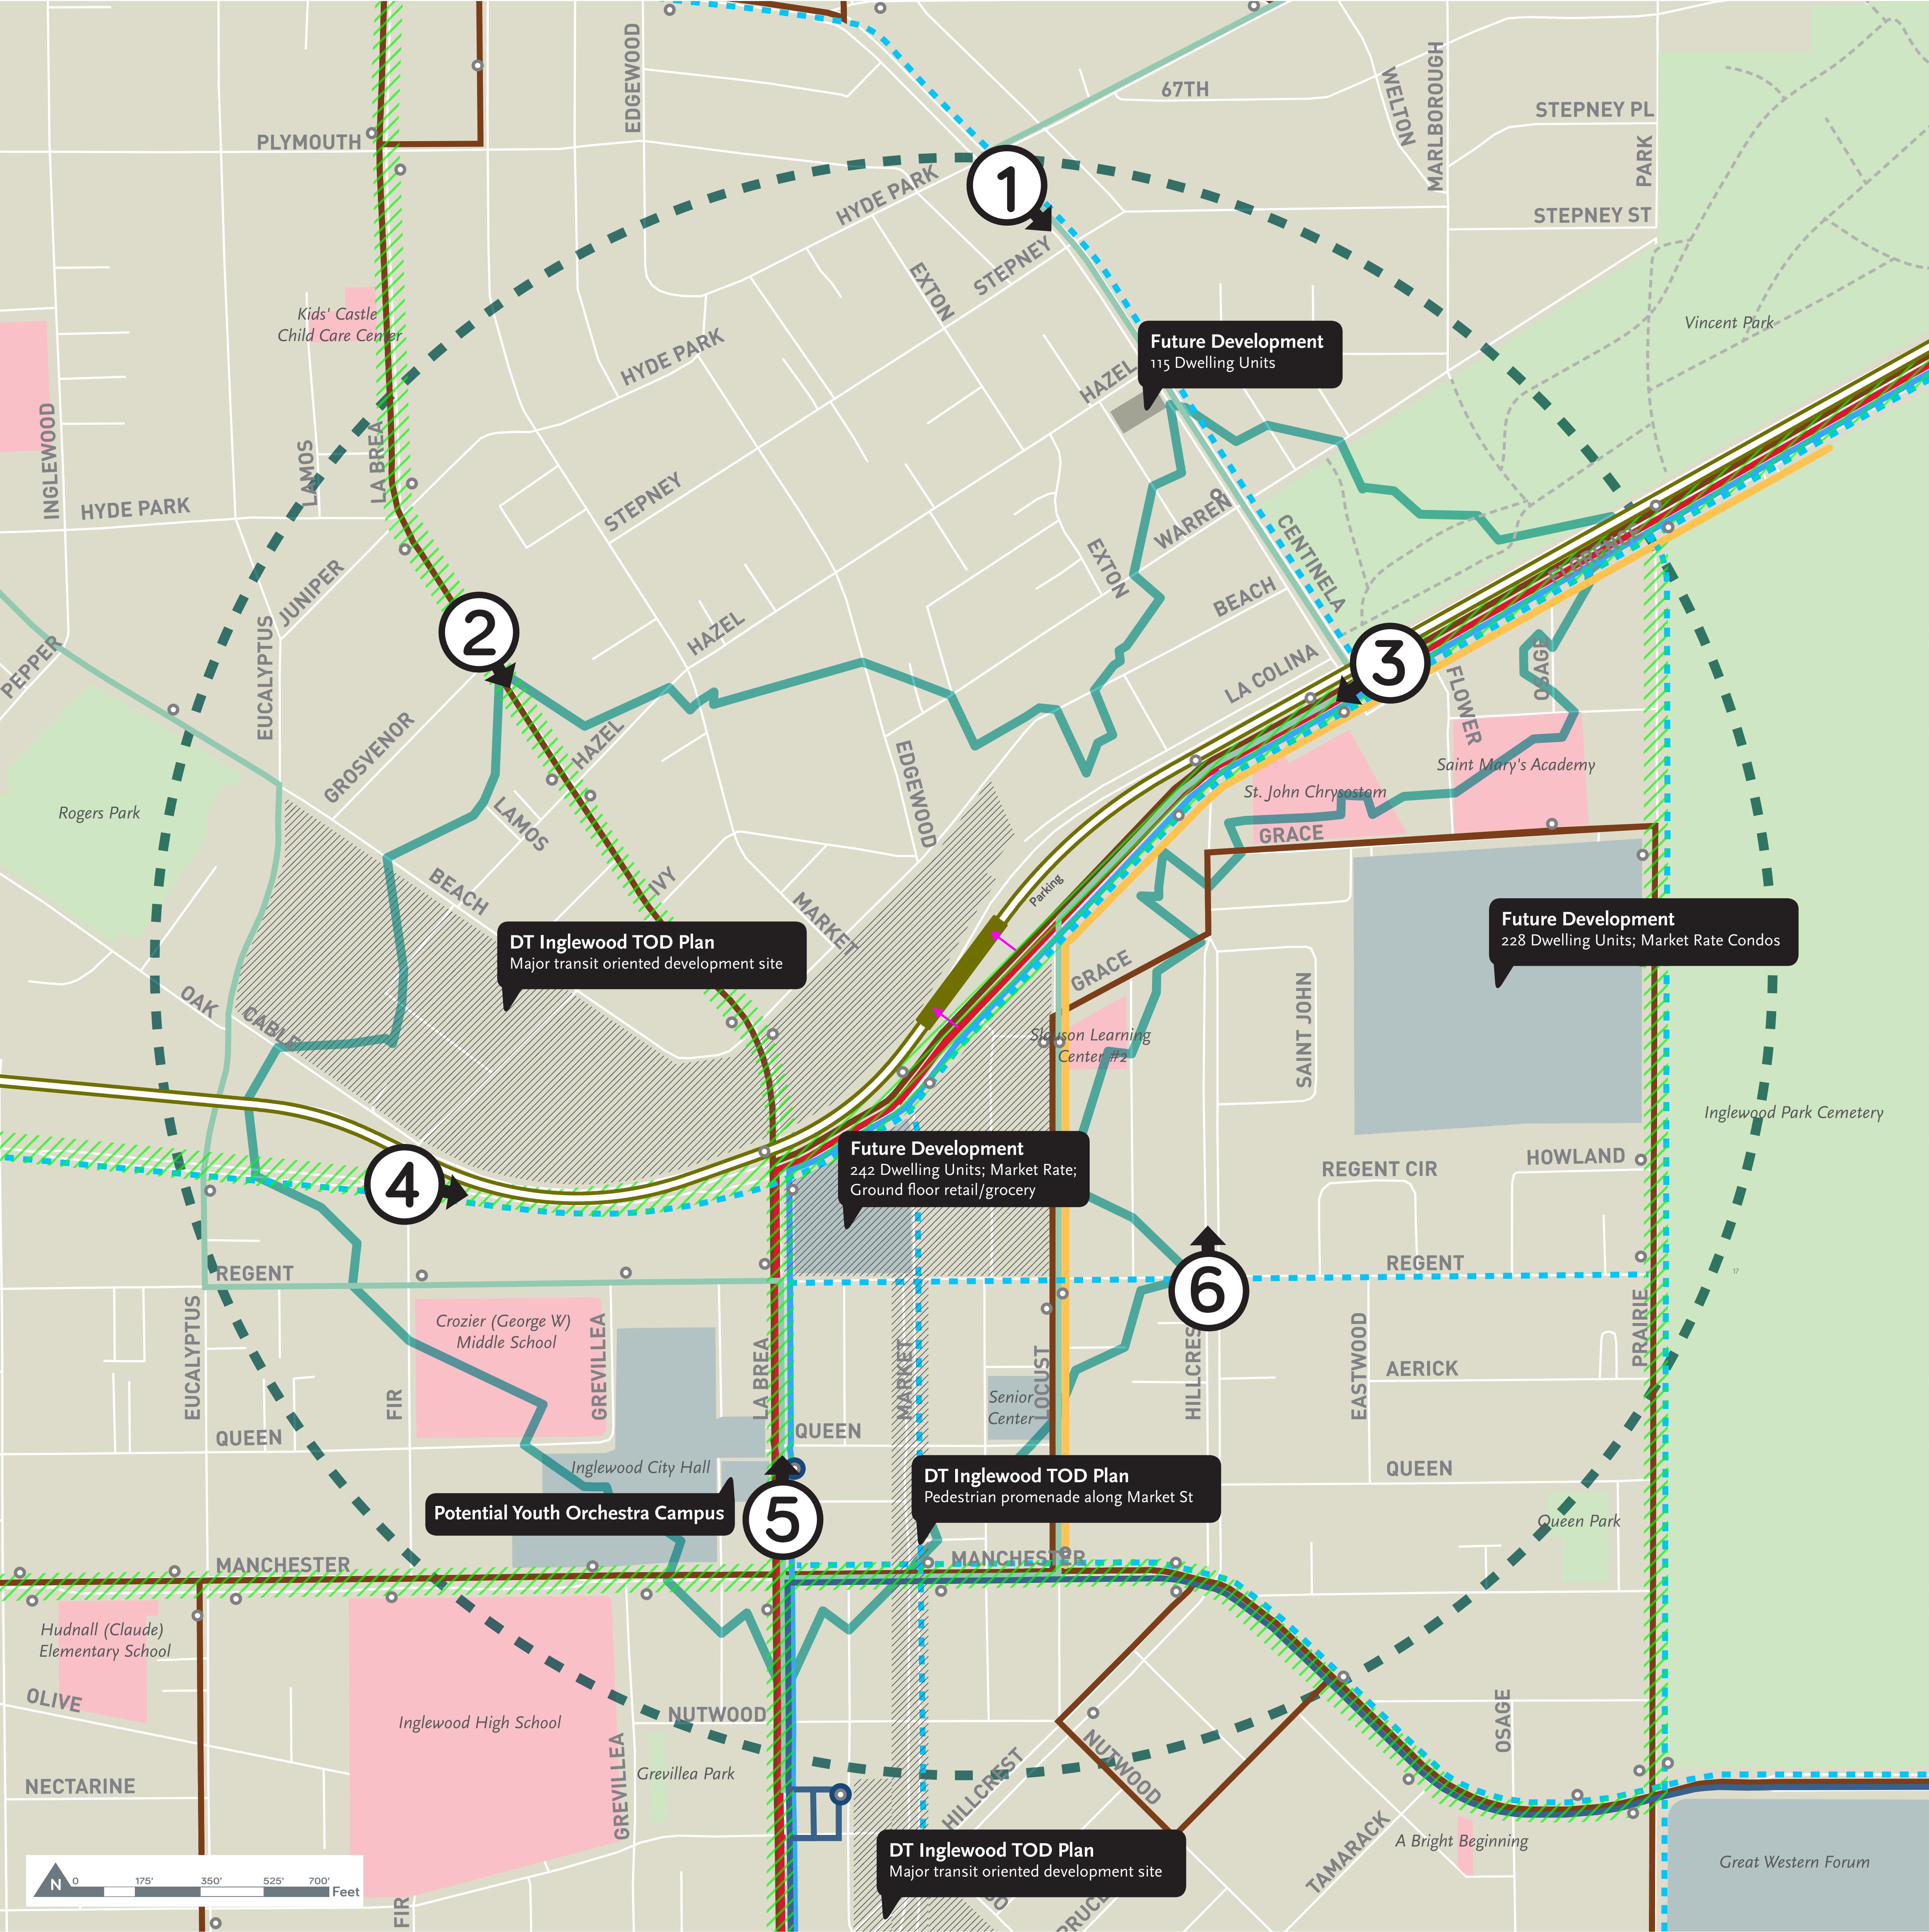 EDGEWOOD
67TH
WELTON
MARLBOROUGH
STEPNEY PL
PARK
PLYMOUTH
1
HYDE PARK
STEPNEY ST
EXTON
STEPNEY
Kids' Castle
Child Care Center
Vincent Park
HYDE PARK
Future Development
115 Dwelling Units
HAZEL
INGLEWOOD
LAMOS
LA BREA
HYDE PARK
STEPNEY
WARREN
CENTINELA
FLORENCE
EXTON
BEACH
JUNIPER
EUCALYPTUS
PEPPER
2
HAZEL
LA COLINA
3
FLOWER
OSAGE
GROSVENOR
HAZEL
LAMOS
EDGEWOOD
Saint Mary's Academy
St. John Chrysostom
GRACE
Rogers Park
BEACH
IVY
MARKET
Parking
DT Inglewood TOD Plan
Major transit oriented development site
Future Development
228 Dwelling Units; Market Rate Condos
GRACE
OAK
CABLE
Slauson Learning
Center #2
SAINT JOHN
Inglewood Park Cemetery
4
Future Development
242 Dwelling Units; Market Rate;
Ground floor retail/grocery
REGENT CIR
HOWLAND
REGENT
6
REGENT
17
Crozier (George W)
Middle School
EUCALYPTUS
FIR
GREVILLEA
LA BREA
MARKET
LOCUST
HILLCREST
EASTWOOD
PRAIRIE
AERICK
Senior
Center
QUEEN
QUEEN
Inglewood City Hall
QUEEN
DT Inglewood TOD Plan
Pedestrian promenade along Market St
Potential Youth Orchestra Campus
5
Queen Park
MANCHESTER
MANCHESTER
Hudnall (Claude)
Elementary School
OLIVE
Inglewood High School
NUTWOOD
OSAGE
NECTARINE
GREVILLEA
Grevillea Park
HILLCREST
NUTWOOD
TAMARACK
A Bright Beginning
DT Inglewood TOD Plan
Major transit oriented development site
Great Western Forum
N
0 175' 350' 525' 700'
Feet
FIR